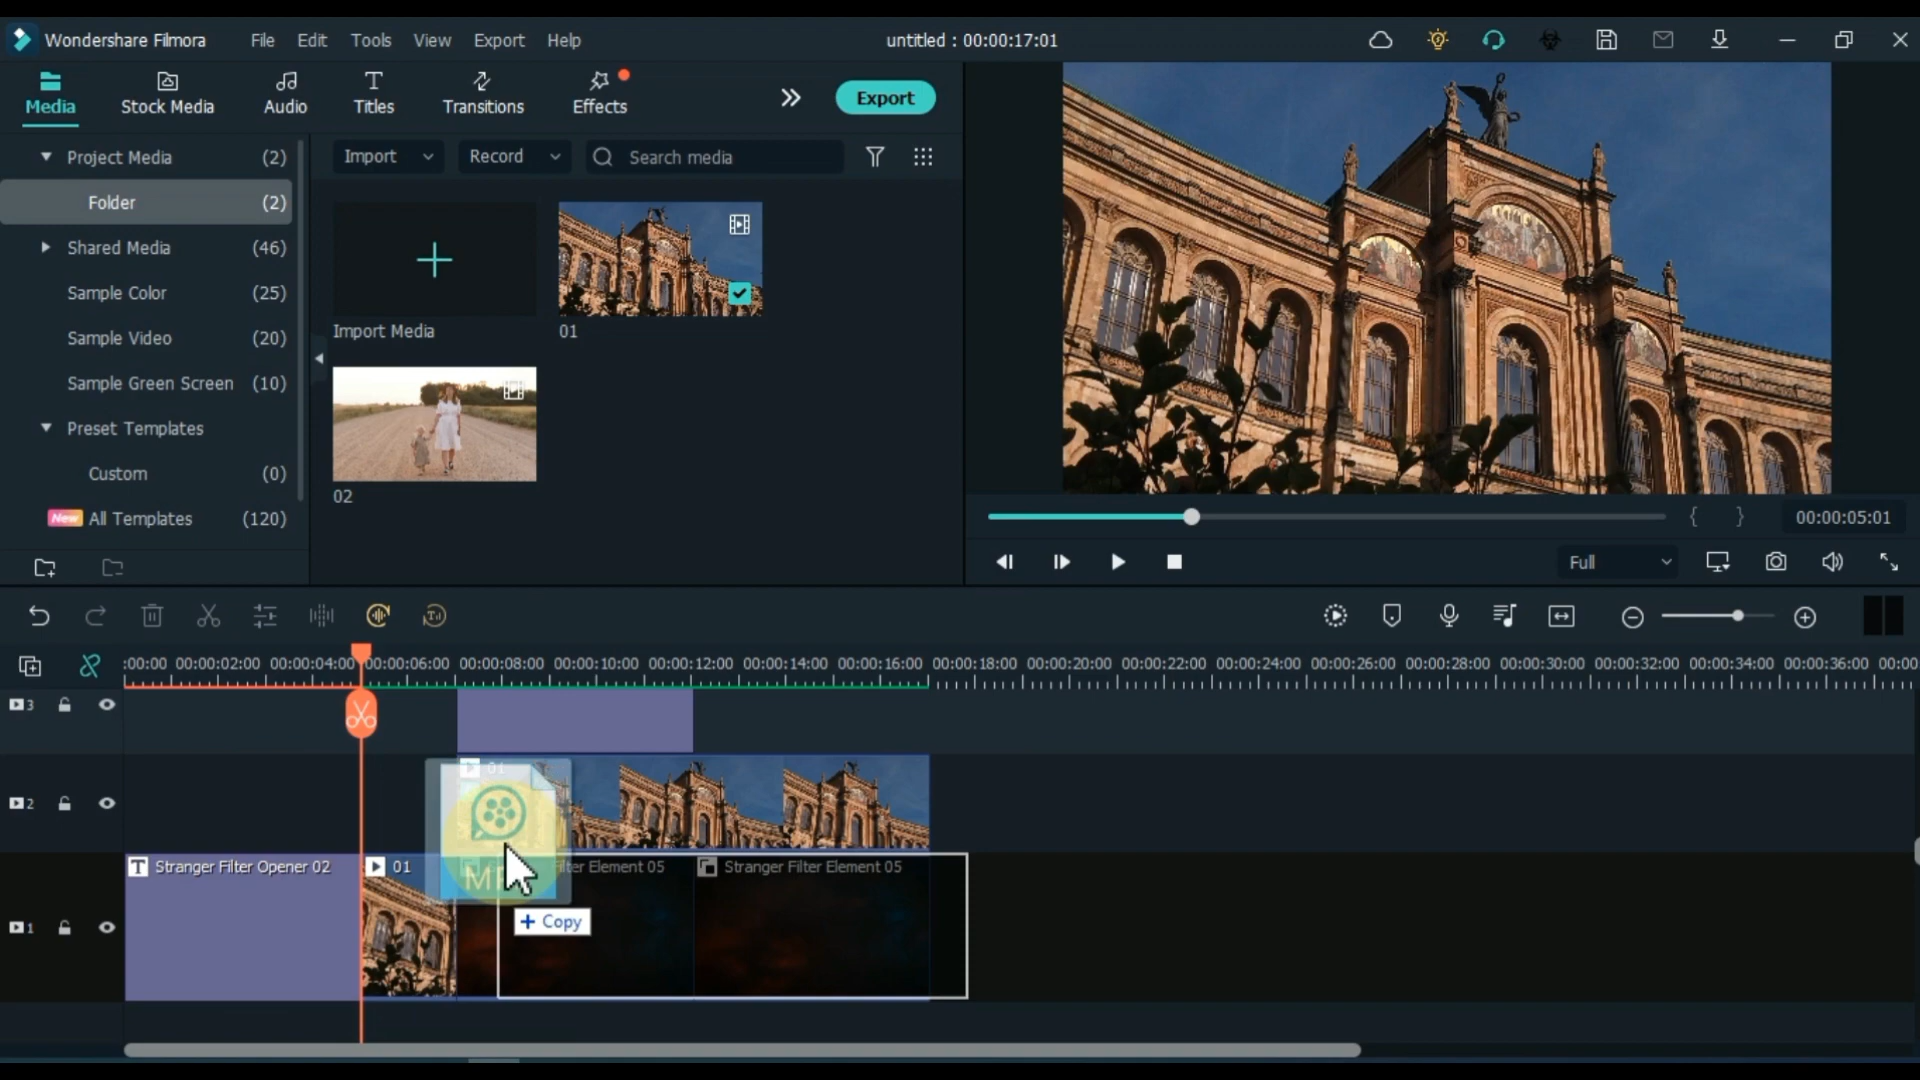 Wondershare Filmora
File Edit Tools View Export Help
untitled : 00:00:17:01
Media
Stock Media
Audio
Titles
Transitions
Effects
Export
Project Media (2)
Folder (2)
Shared Media (46)
Sample Color (25)
Sample Video (20)
Sample Green Screen (10)
Preset Templates
Custom (0)
New All Templates (120)
Import
Record
Search media
Import Media
01
02
{ }
00:00:05:01
Full
:00:00 00:00:02:00 00:00:04:00 00:00:06:00 00:00:08:00 00:00:10:00 00:00:12:00 00:00:14:00 00:00:16:00 00:00:18:00 00:00:20:00 00:00:22:00 00:00:24:00 00:00:26:00 00:00:28:00 00:00:30:00 00:00:32:00 00:00:34:00 00:00:36:00 00:00
3
2
01
1
T Stranger Filter Opener 02
01
ilter Element 05
Stranger Filter Element 05
+ Copy